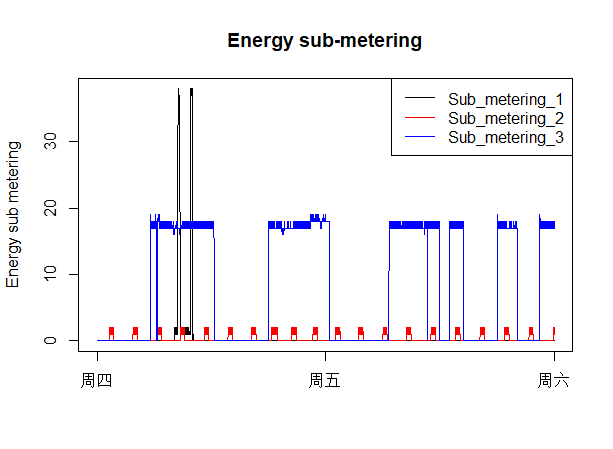 Energy sub-metering
Sub_metering_1
Sub_metering_2
Sub_metering_3
Energy sub metering
30
20
10
0
周四
周五
周六